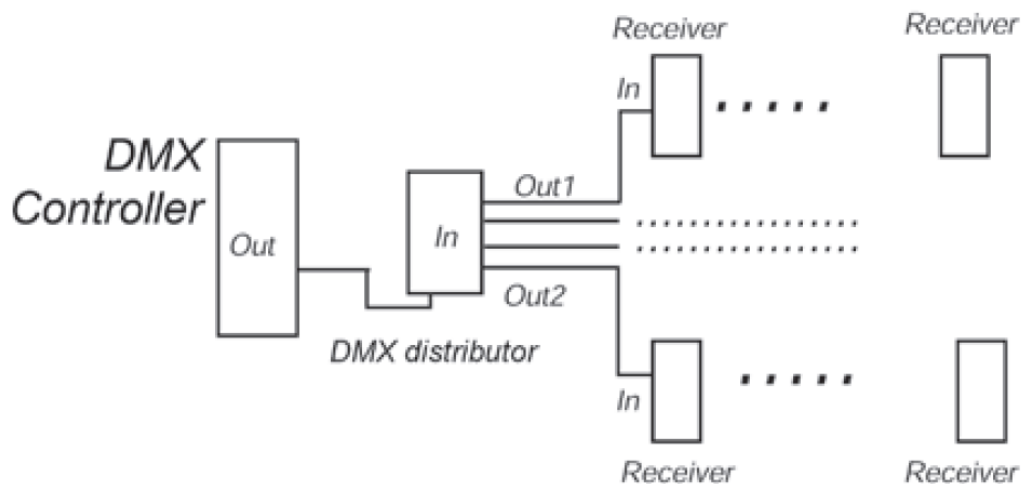 Receiver
Receiver
In
DMX
Controller
Out1
Out
In
Out2
DMX distributor
In
Receiver
Receiver